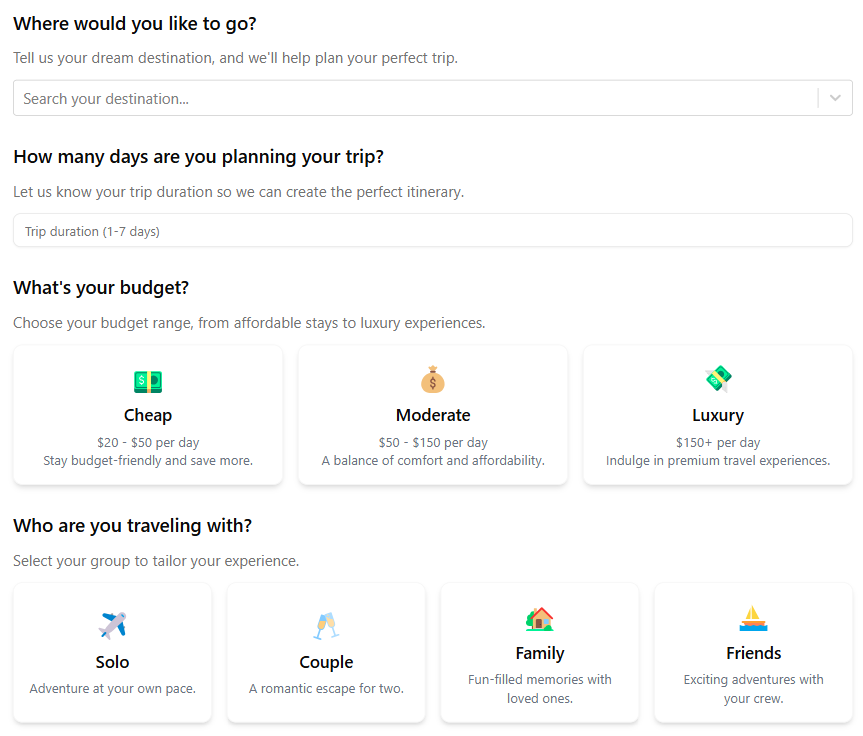 Where would you like to go?
Tell us your dream destination, and we'll help plan your perfect trip.
Search your destination...
How many days are you planning your trip?
Let us know your trip duration so we can create the perfect itinerary.
Trip duration (1-7 days)
What's your budget?
Choose your budget range, from affordable stays to luxury experiences.
Cheap
$20 - $50 per day
Stay budget-friendly and save more.
Moderate
$50 - $150 per day
A balance of comfort and affordability.
Luxury
$150+ per day
Indulge in premium travel experiences.
Who are you traveling with?
Select your group to tailor your experience.
Solo
Adventure at your own pace.
Couple
A romantic escape for two.
Family
Fun-filled memories with
loved ones.
Friends
Exciting adventures with
your crew.